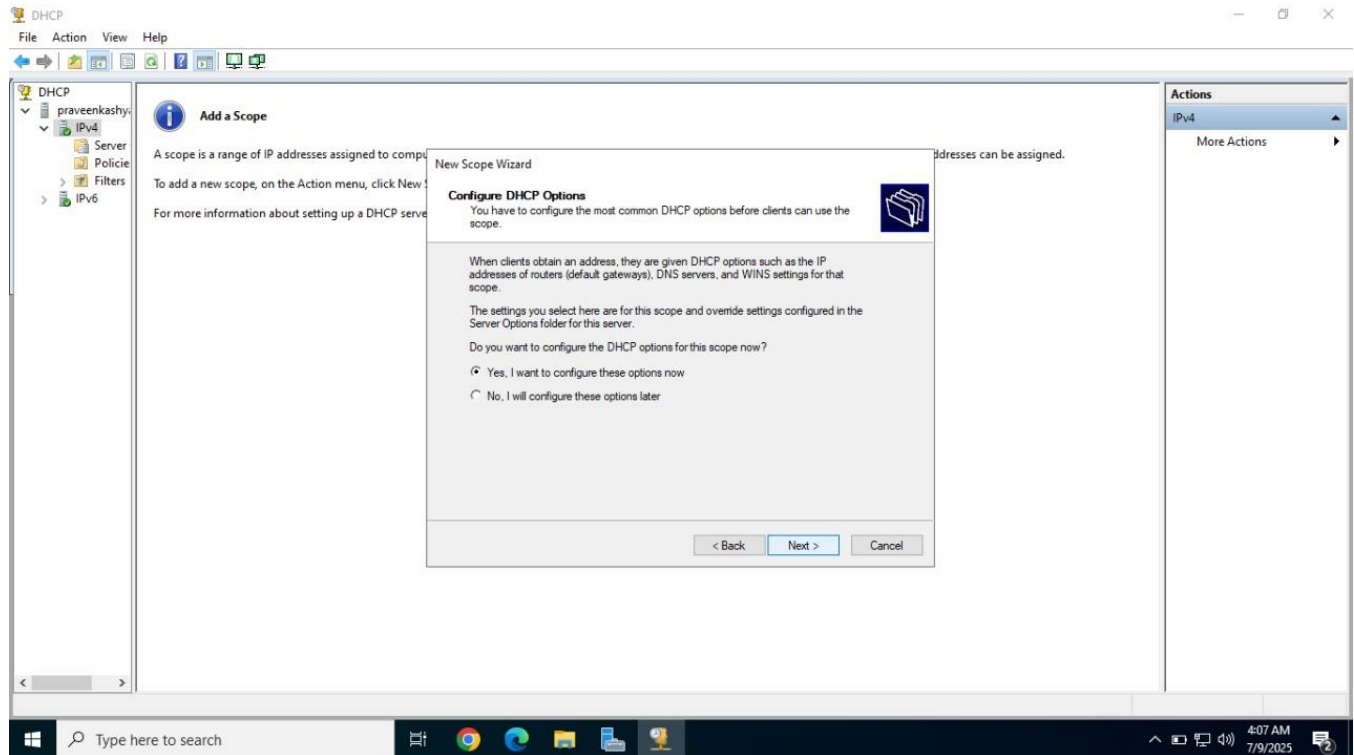 DHCP
File Action View Help
DHCP
praveenkashy
IPv4
Server
Policie
Filters
IPv6
Add a Scope
A scope is a range of IP addresses assigned to compu
ddresses can be assigned.
To add a new scope, on the Action menu, click New
For more information about setting up a DHCP serve
New Scope Wizard
Configure DHCP Options
You have to configure the most common DHCP options before clients can use the
scope.
When clients obtain an address, they are given DHCP options such as the IP
addresses of routers (default gateways), DNS servers, and WINS settings for that
scope.
The settings you select here are for this scope and override settings configured in the
Server Options folder for this server.
Do you want to configure the DHCP options for this scope now?
Yes, I want to configure these options now
No, I will configure these options later
< Back Next > Cancel
Actions
IPv4
More Actions
Type here to search
4:07 AM
7/9/2025
2